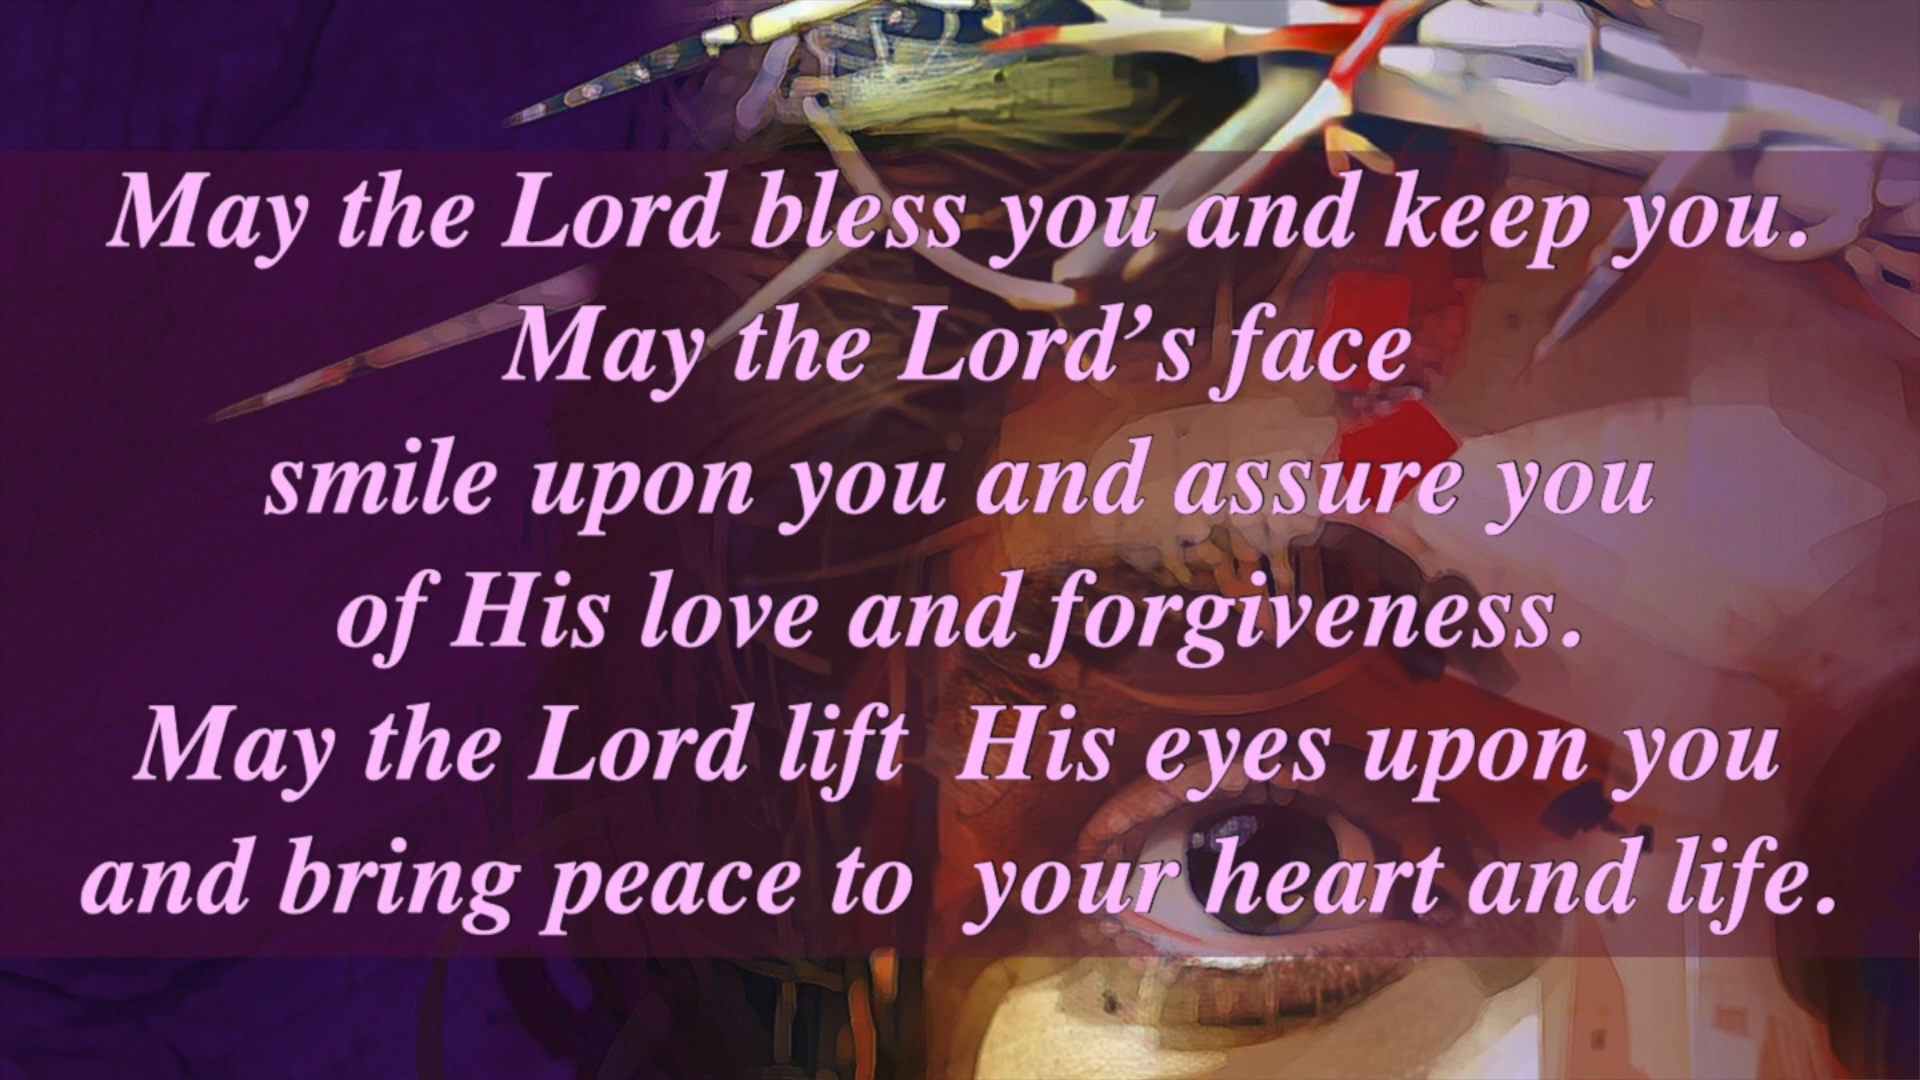 May the Lord bless you and keep you.
May the Lord’s face
smile upon you and assure you
of His love and forgiveness.
May the Lord lift  His eyes upon you
and bring peace to  your heart and life.